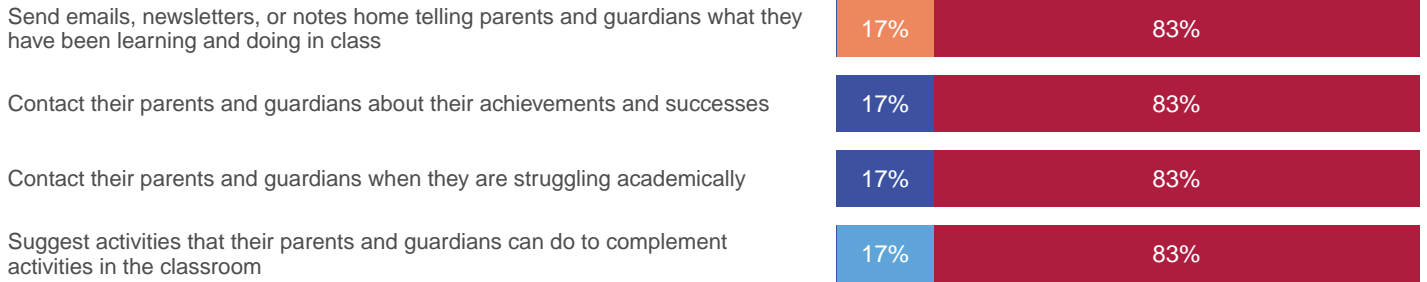 Send emails, newsletters, or notes home telling parents and guardians what they
have been learning and doing in class
17%
83%
Contact their parents and guardians about their achievements and successes
17%
83%
Contact their parents and guardians when they are struggling academically
17%
83%
Suggest activities that their parents and guardians can do to complement
activities in the classroom
17%
83%